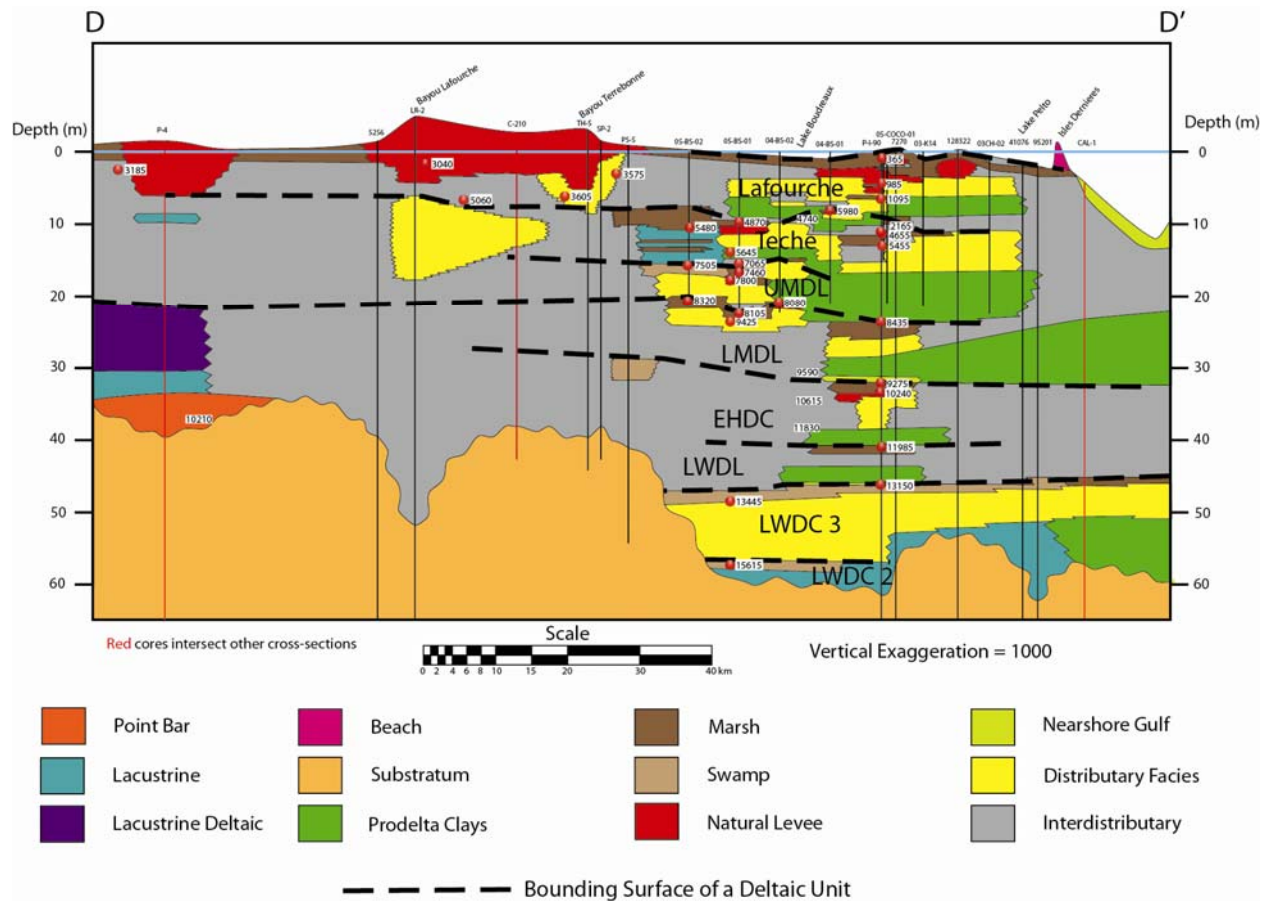 D
D'
Bayou Lafourche
Bayou Terrebonne
Lake Boudreaux
Lake Pelto
Isles Dernieres
P-4
5256
LR-2
C-210
TH-5
SP-2
PS-5
05-BS-02
05-BS-01
04-BS-02
04-BS-01
P-I-90
05-COCO-01
7270
03-K14
128322
03CH-02
41076
95201
CAL-1
Depth (m)
Depth (m)
0
0
10
10
20
20
30
30
40
40
50
50
60
60
3185
3040
3575
365
Lafourche
985
5060
3605
1095
5980
4740
4870
5480
2165
4655
Teche
5455
5645
7505
7065
7460
7800
UMDL
8320
8080
8105
9425
8435
LMDL
9590
9275
10240
10615
10210
EHDC
11830
11985
LWDL
13150
13445
LWDC 3
15615
LWDC 2
Red cores intersect other cross-sections
Scale
0 2 4 6 8 10 15 20 30 40 km
Vertical Exaggeration = 1000
Point Bar
Beach
Marsh
Nearshore Gulf
Lacustrine
Substratum
Swamp
Distributary Facies
Lacustrine Deltaic
Prodelta Clays
Natural Levee
Interdistributary
Bounding Surface of a Deltaic Unit